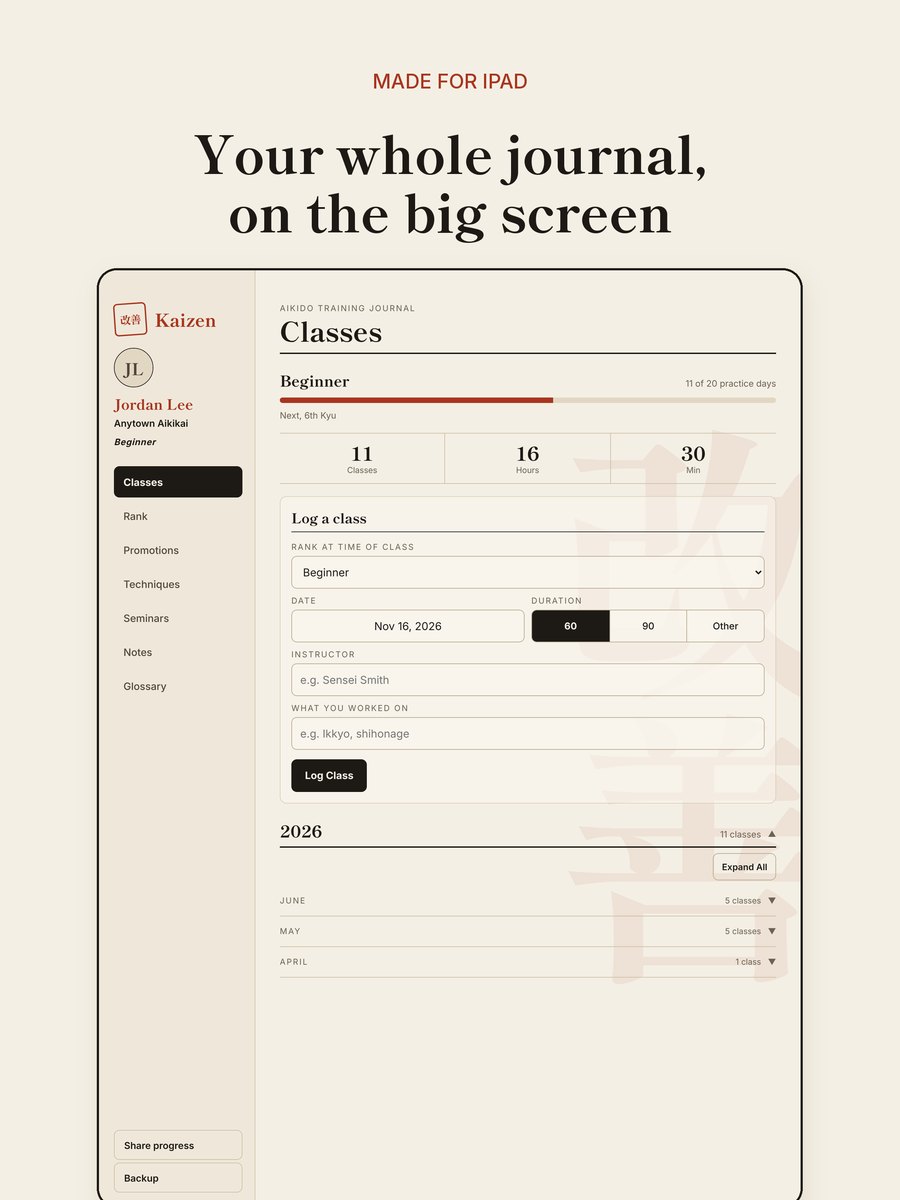 MADE FOR IPAD
Your whole journal,
on the big screen
改善
Kaizen
JL
Jordan Lee
Anytown Aikikai
Beginner
Classes
Rank
Promotions
Techniques
Seminars
Notes
Glossary
Share progress
Backup
AIKIDO TRAINING JOURNAL
Classes
Beginner
11 of 20 practice days
Next, 6th Kyu
11
Classes
16
Hours
30
Min
Log a class
RANK AT TIME OF CLASS
Beginner
DATE
DURATION
Nov 16, 2026
60
90
Other
INSTRUCTOR
e.g. Sensei Smith
WHAT YOU WORKED ON
e.g. Ikkyo, shihonage
Log Class
2026
11 classes ▲
Expand All
JUNE
5 classes ▼
MAY
5 classes ▼
APRIL
1 class ▼
改
善